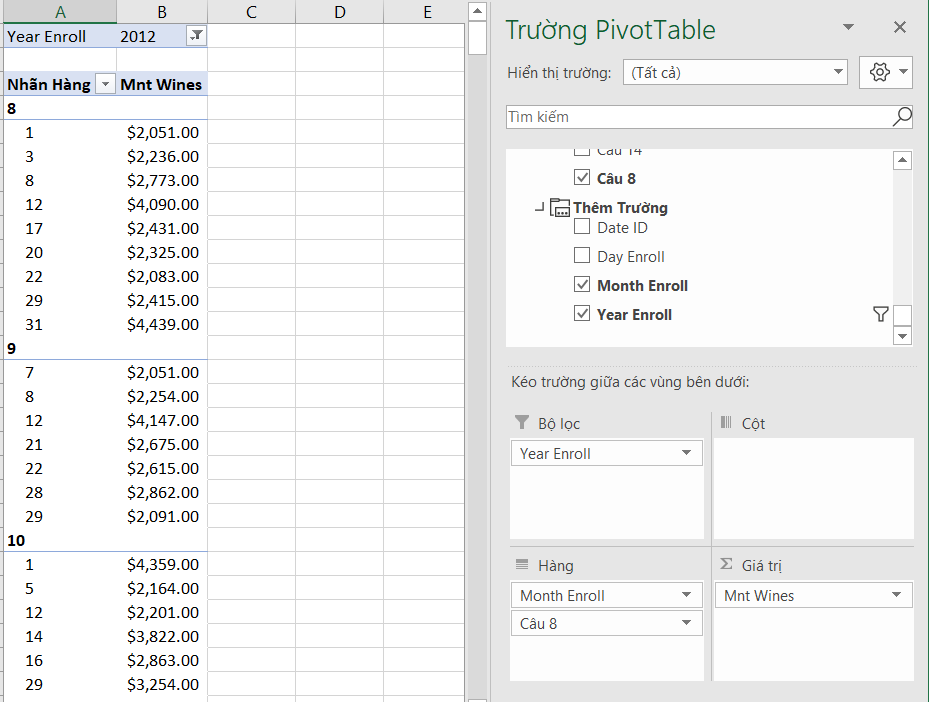 A B C D E
Year Enroll 2012
Nhãn Hàng Mnt Wines
8
1 $2,051.00
3 $2,236.00
8 $2,773.00
12 $4,090.00
17 $2,431.00
20 $2,325.00
22 $2,083.00
29 $2,415.00
31 $4,439.00
9
7 $2,051.00
8 $2,254.00
12 $4,147.00
21 $2,675.00
22 $2,615.00
28 $2,862.00
29 $2,091.00
10
1 $4,359.00
5 $2,164.00
12 $2,201.00
14 $3,822.00
16 $2,863.00
29 $3,254.00
Trường PivotTable
Hiển thị trường: (Tất cả)
Tìm kiếm
Câu 14
Câu 8
Thêm Trường
Date ID
Day Enroll
Month Enroll
Year Enroll
Kéo trường giữa các vùng bên dưới:
Bộ lọc
Year Enroll
Cột
Hàng
Month Enroll
Câu 8
Σ Giá trị
Mnt Wines